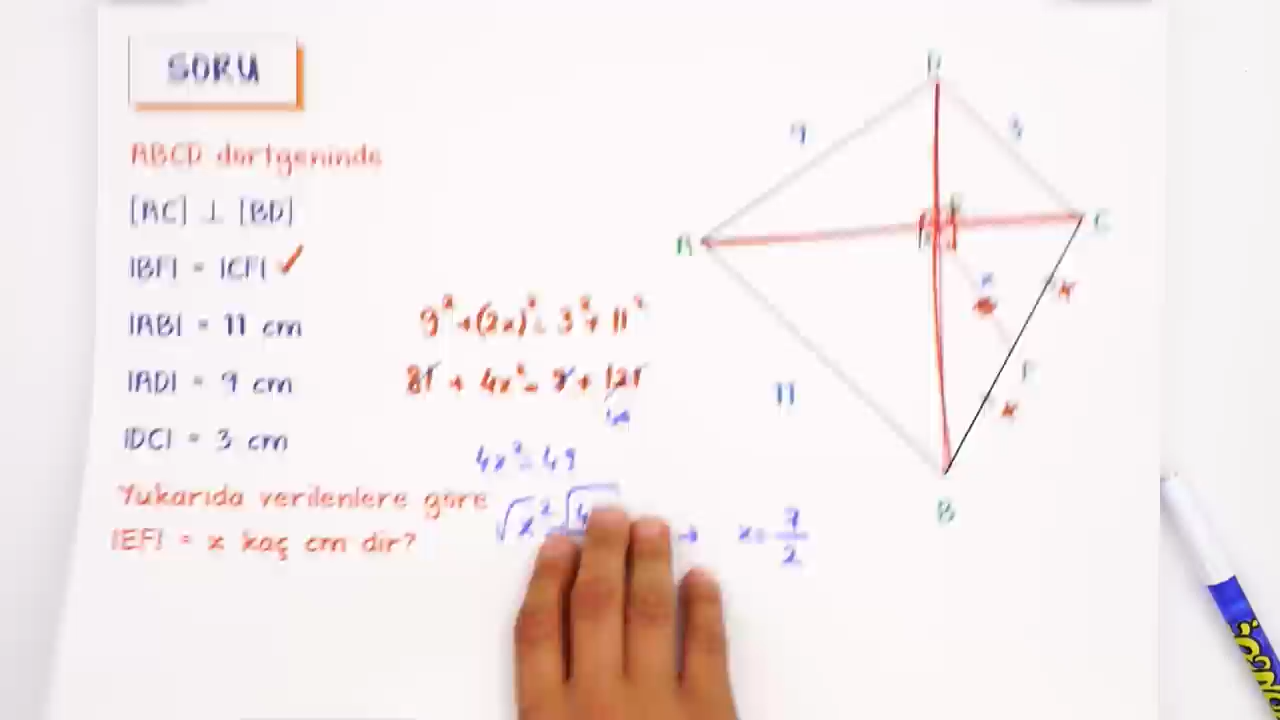 SORU
ABCD dörtgeninde
[AC] ⊥ [BD]
|BF| = |CF| ✓
|AB| = 11 cm
|AD| = 9 cm
|DC| = 3 cm
Yukarıda verilenlere göre
|EF| = x kaç cm dir?
9² + (2x)² = 3² + 11²
81 + 4x² = 9 + 121
4x² = 49
√x² =
→ x = 7/2
D
9
3
A
E
C
x
x
F
x
11
B